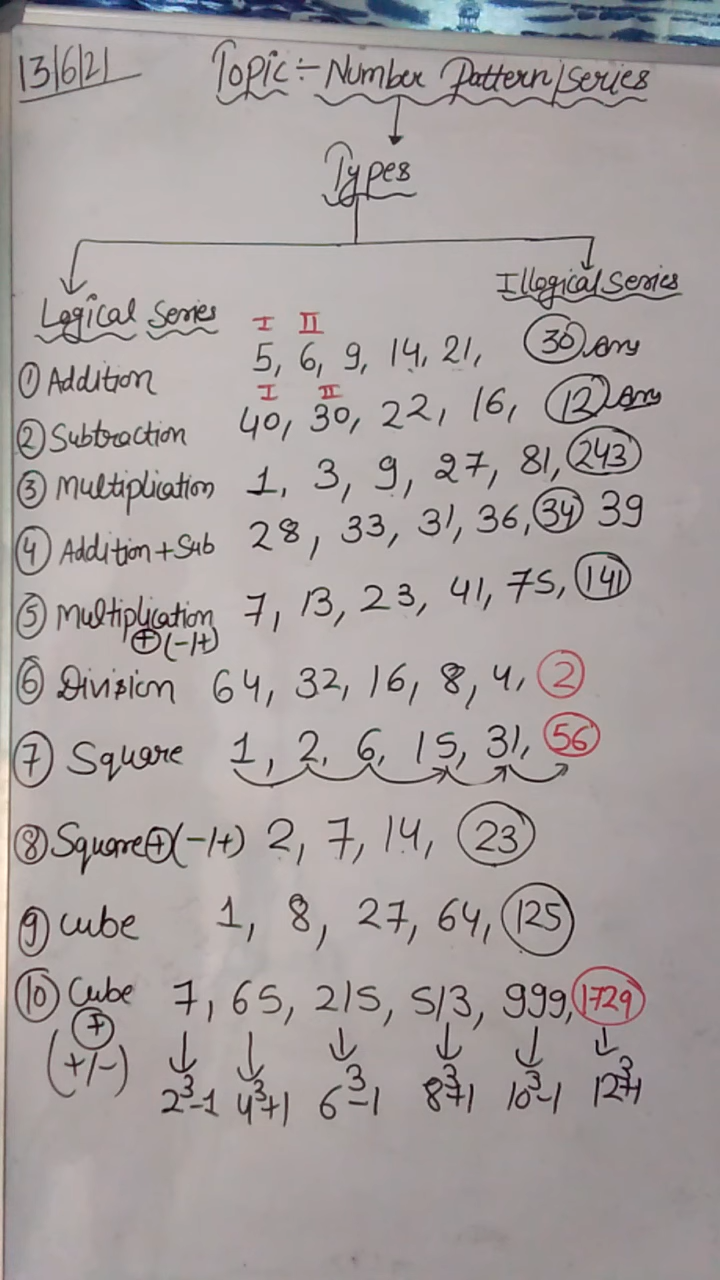 13/6/21
Topic:- Number Pattern/Series
Types
Logical Series
Illogical Series
I II
① Addition 5, 6, 9, 14, 21, 30 Ans
I II
② Subtraction 40, 30, 22, 16, 12 Ans
③ Multiplication 1, 3, 9, 27, 81, 243
④ Addition + Sub 28, 33, 31, 36, 34 39
⑤ Multiplication 7, 13, 23, 41, 75, 141
⊕ (-/+)
⑥ Division 64, 32, 16, 8, 4, 2
⑦ Square 1, 2, 6, 15, 31, 56
⑧ Square ⊕ (-/+) 2, 7, 14, 23
⑨ Cube 1, 8, 27, 64, 125
⑩ Cube 7, 65, 215, 513, 999, 1729
⊕
(+/-)
2³-1 4³+1 6³-1 8³+1 10³-1 12³+1